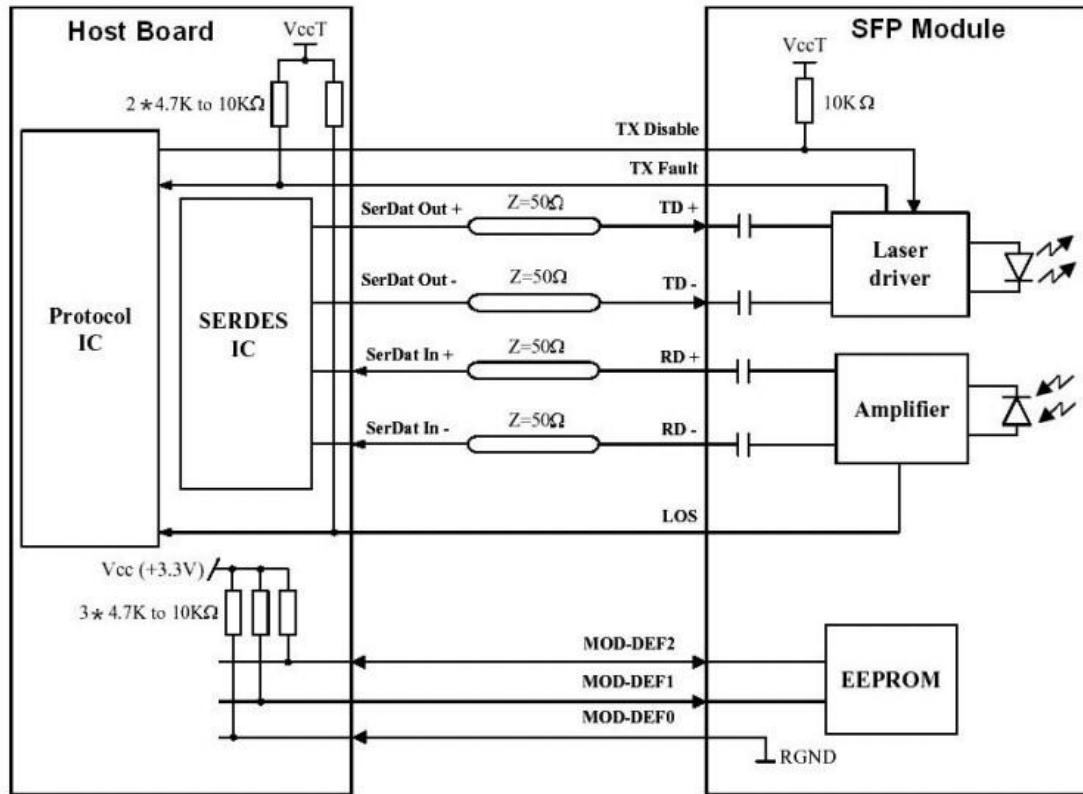 Host Board
SFP Module
VccT
VccT
2*4.7K to 10KΩ
10KΩ
TX Disable
TX Fault
SerDat Out +
Z=50Ω
TD +
Laser
driver
SerDat Out -
Z=50Ω
TD -
Protocol
IC
SERDES
IC
SerDat In +
Z=50Ω
RD +
Amplifier
SerDat In -
Z=50Ω
RD -
LOS
Vcc (+3.3V)
3*4.7K to 10KΩ
MOD-DEF2
EEPROM
MOD-DEF1
MOD-DEF0
RGND